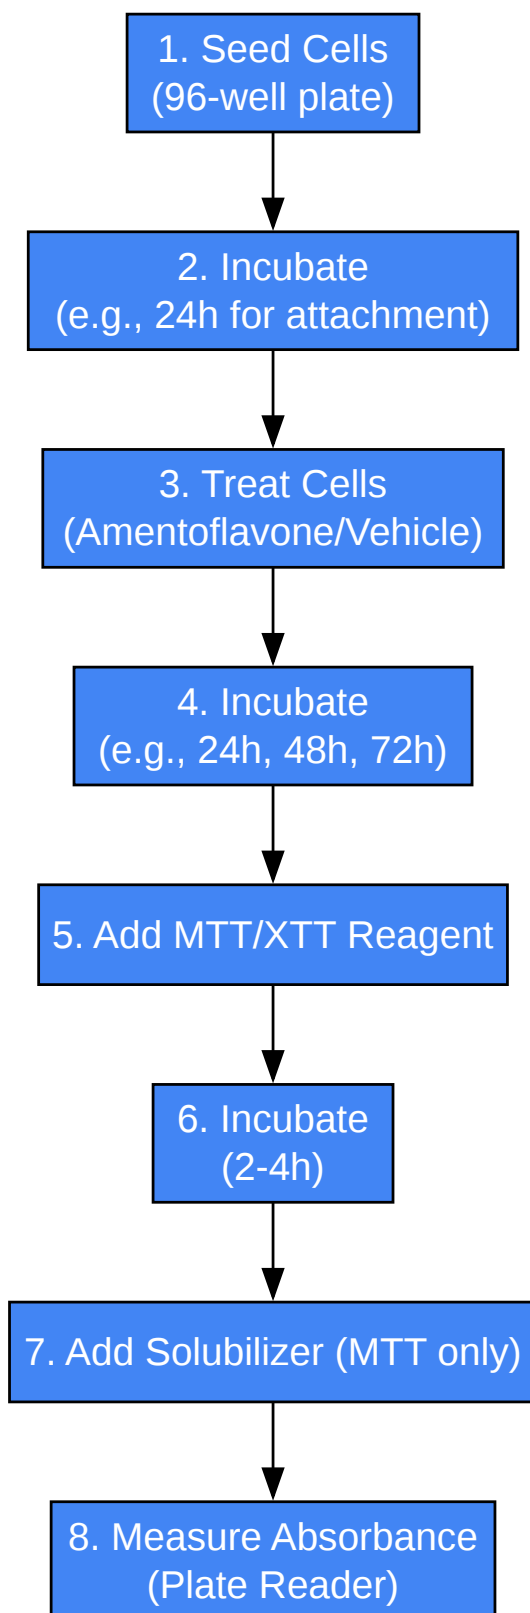 1. Seed Cells
(96-well plate)
2. Incubate
(e.g., 24h for attachment)
3. Treat Cells
(Amentoflavone/Vehicle)
4. Incubate
(e.g., 24h, 48h, 72h)
5. Add MTT/XTT Reagent
6. Incubate
(2-4h)
7. Add Solubilizer (MTT only)
8. Measure Absorbance
(Plate Reader)